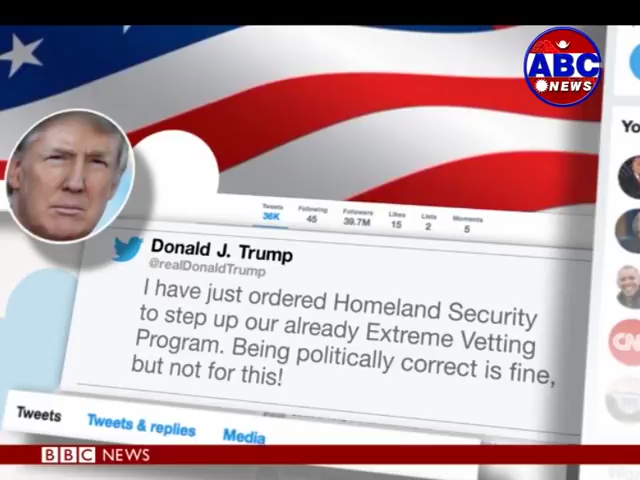 ABC
NEWS
Yo
Tweets Following Followers Likes Lists Moments
36K 45 39.7M 15 2 5
Donald J. Trump
@realDonaldTrump
I have just ordered Homeland Security
to step up our already Extreme Vetting
Program. Being politically correct is fine,
but not for this!
CN
Tweets Tweets & replies Media
BBC NEWS